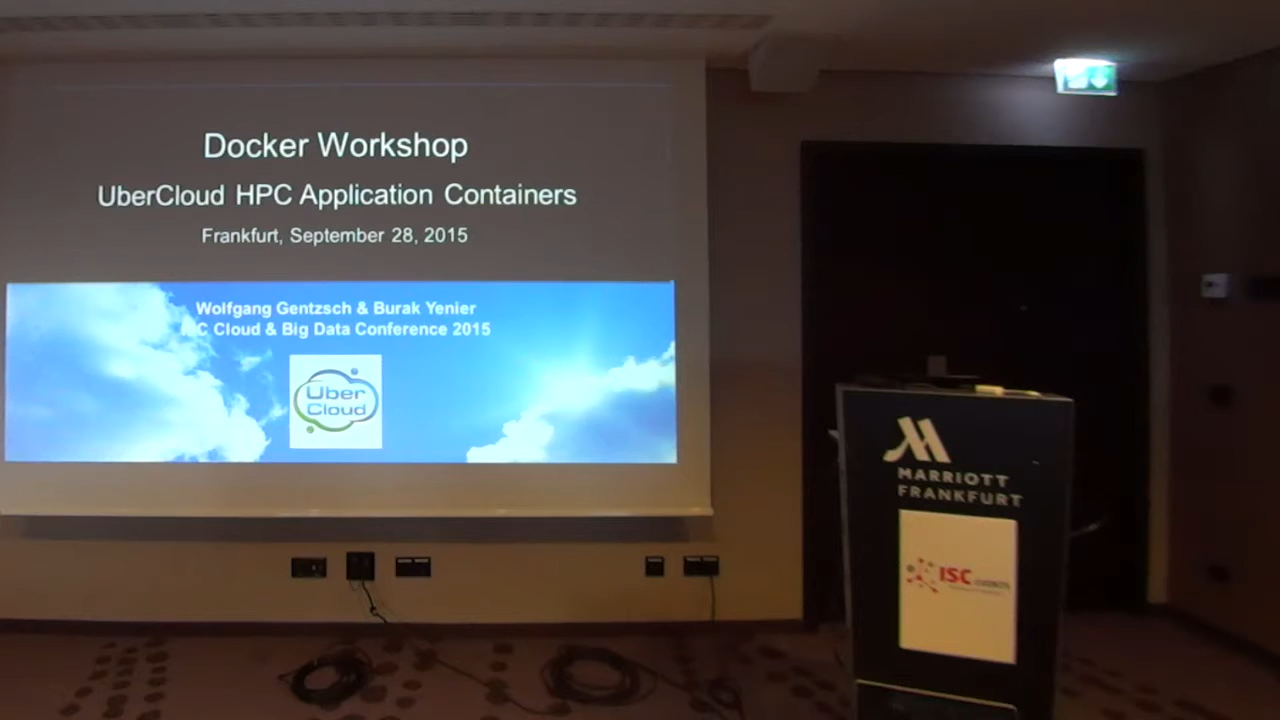 Docker Workshop
UberCloud HPC Application Containers
Frankfurt, September 28, 2015
Wolfgang Gentzsch & Burak Yenier
Cloud & Big Data Conference 2015
Uber
Cloud
MARRIOTT
FRANKFURT
ISC EVENTS